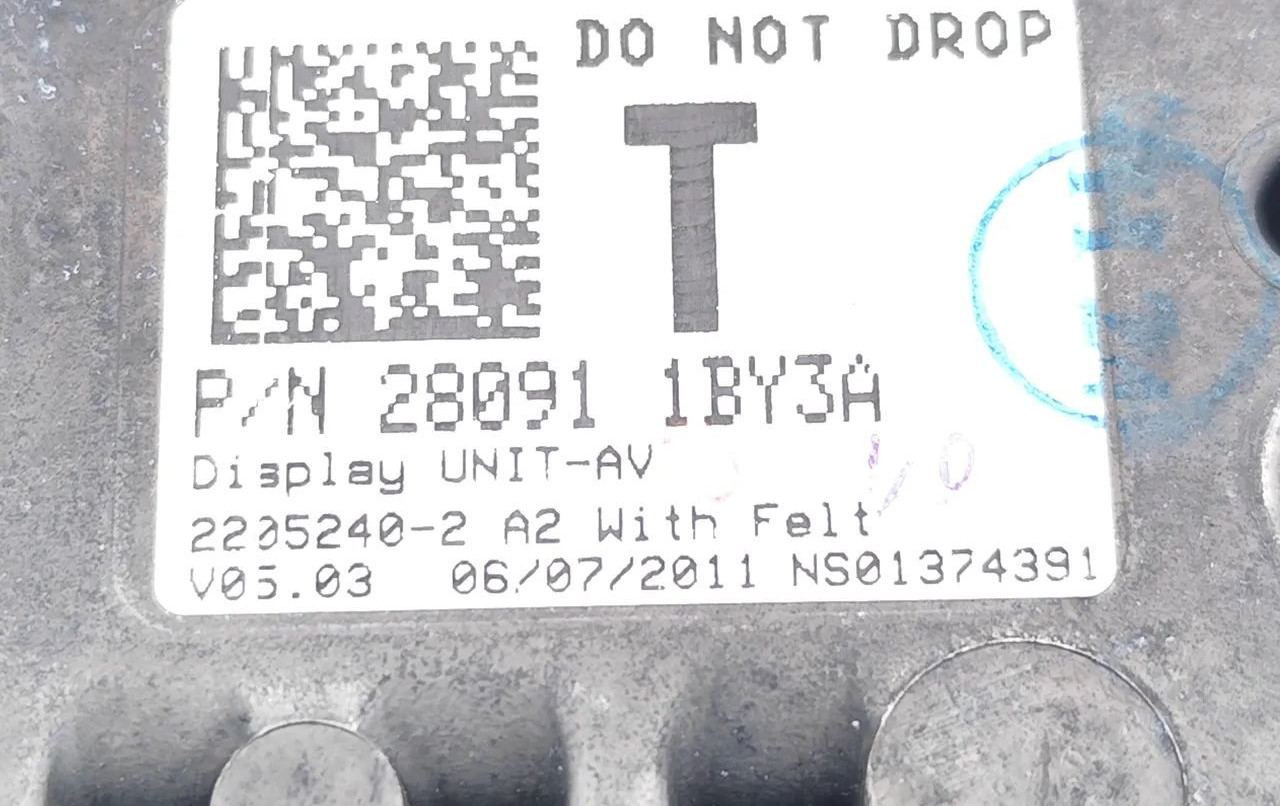 DO NOT DROP
T
P/N 28091 1BY3A
Display UNIT-AV
2205240-2 A2 With Felt
V05.03 06/07/2011 NS01374391